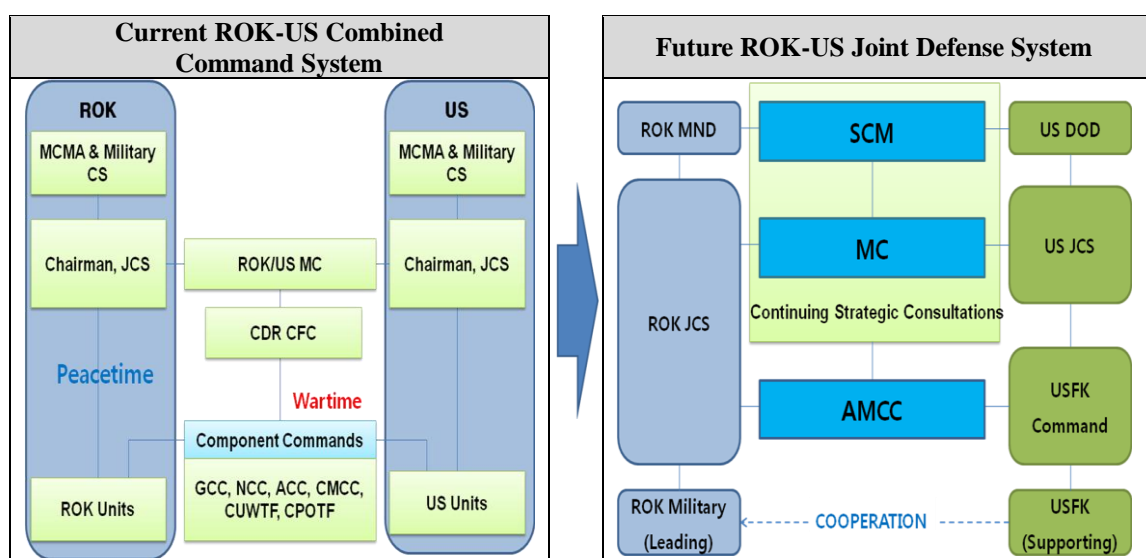 Current ROK-US Combined
Command System
ROK
US
MCMA & Military
CS
MCMA & Military
CS
Chairman, JCS
ROK/US MC
Chairman, JCS
CDR CFC
Peacetime
Wartime
Component Commands
GCC, NCC, ACC, CMCC,
CUWTF, CPOTF
ROK Units
US Units
Future ROK-US Joint Defense System
ROK MND
SCM
US DOD
MC
US JCS
Continuing Strategic Consultations
ROK JCS
AMCC
USFK
Command
ROK Military
(Leading)
COOPERATION
USFK
(Supporting)